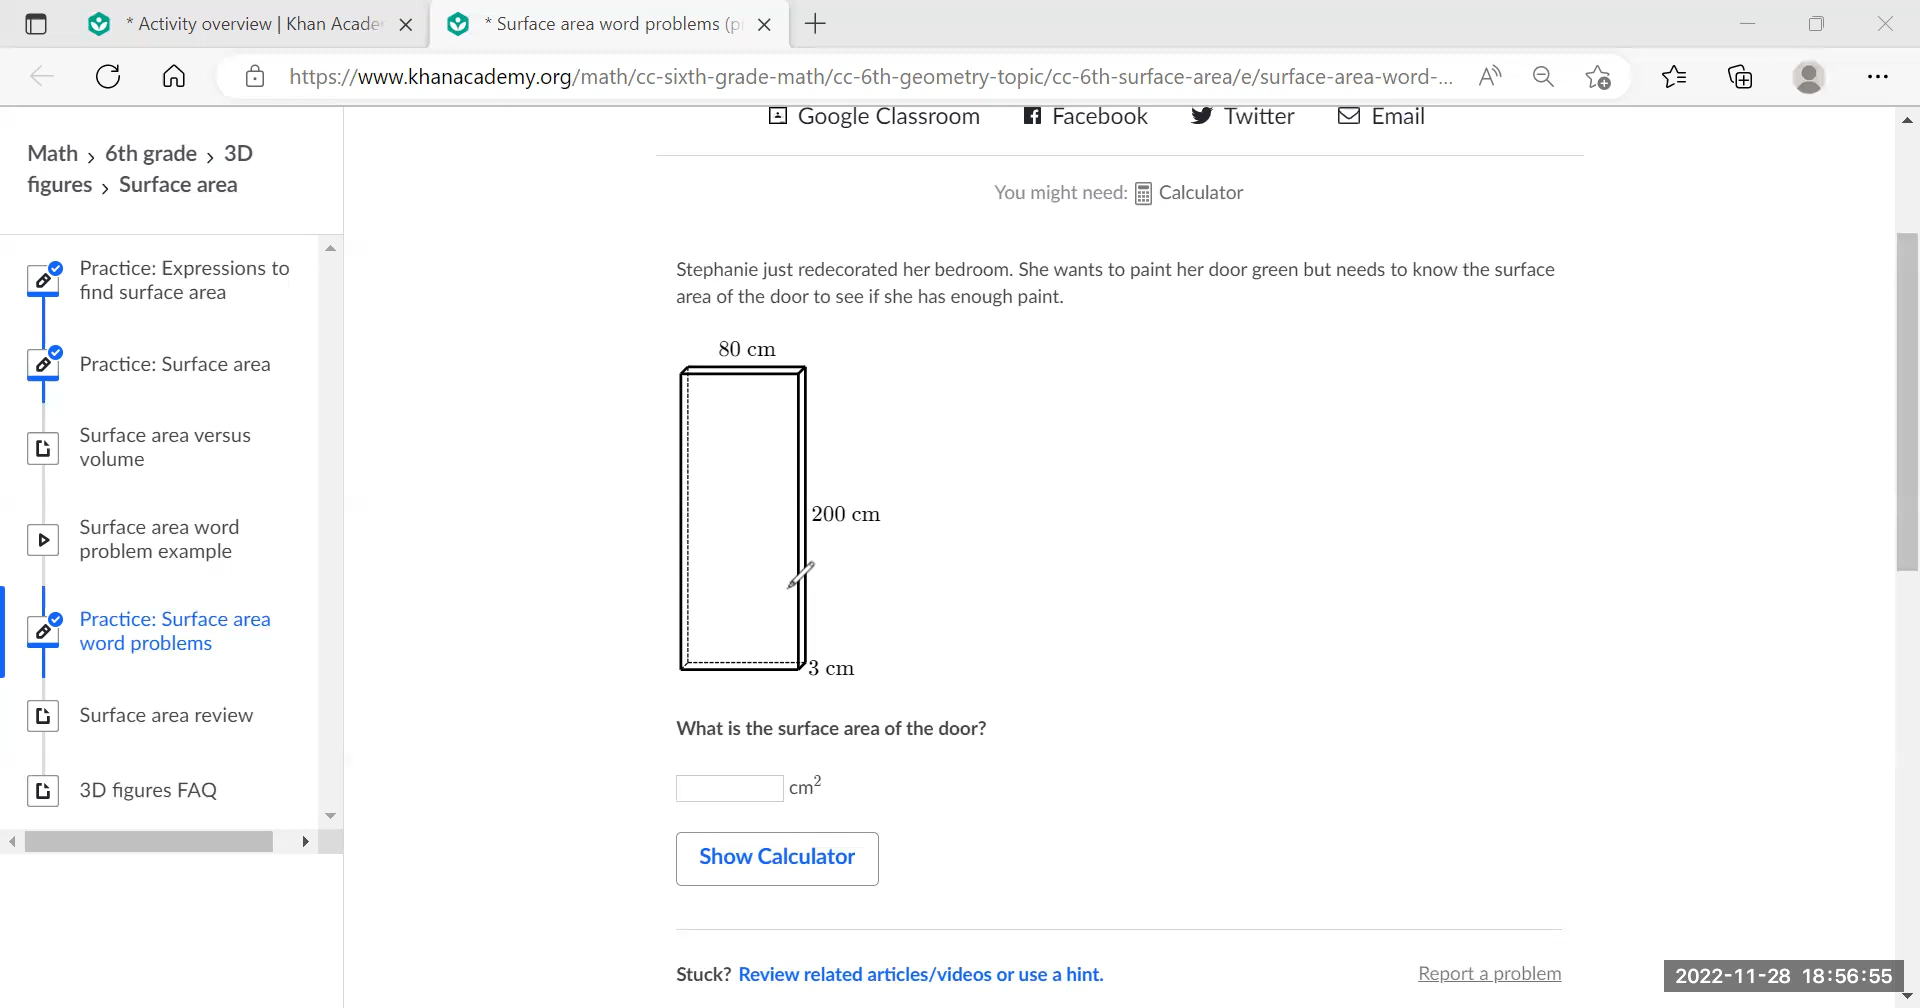 * Activity overview | Khan Acade
* Surface area word problems (p
https://www.khanacademy.org/math/cc-sixth-grade-math/cc-6th-geometry-topic/cc-6th-surface-area/e/surface-area-word-...
Google Classroom Facebook Twitter Email
Math › 6th grade › 3D
figures › Surface area
You might need: Calculator
Practice: Expressions to
find surface area
Practice: Surface area
Surface area versus
volume
Surface area word
problem example
Practice: Surface area
word problems
Surface area review
3D figures FAQ
Stephanie just redecorated her bedroom. She wants to paint her door green but needs to know the surface
area of the door to see if she has enough paint.
80 cm
200 cm
3 cm
What is the surface area of the door?
cm²
Show Calculator
Stuck? Review related articles/videos or use a hint.
Report a problem
2022-11-28 18:56:55